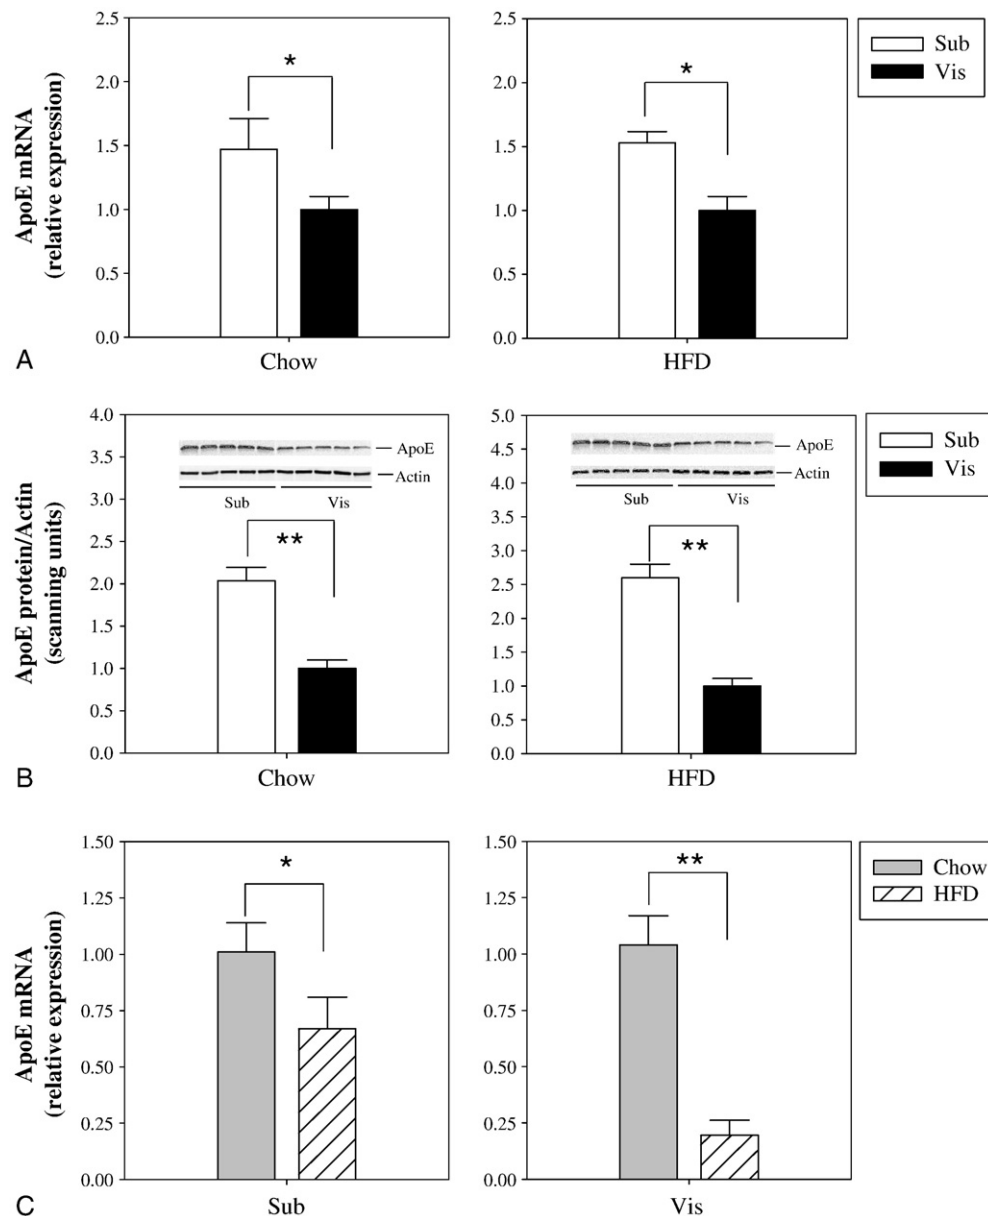 ApoE mRNA
(relative expression)
2.5
2.0
1.5
1.0
0.5
0.0
*
Chow
2.5
2.0
1.5
1.0
0.5
0.0
*
HFD
Sub
Vis
A
ApoE protein/Actin
(scanning units)
4.0
3.5
3.0
2.5
2.0
1.5
1.0
0.5
0.0
ApoE
Actin
Sub Vis
**
Chow
5.0
4.5
4.2
3.5
3.0
2.5
2.0
1.5
1.0
0.5
0.0
ApoE
Actin
Sub Vis
**
HFD
Sub
Vis
B
ApoE mRNA
(relative expression)
1.50
1.25
1.00
0.75
0.50
0.25
0.00
*
Sub
1.50
1.25
1.00
0.75
0.50
0.25
0.00
**
Vis
Chow
HFD
C